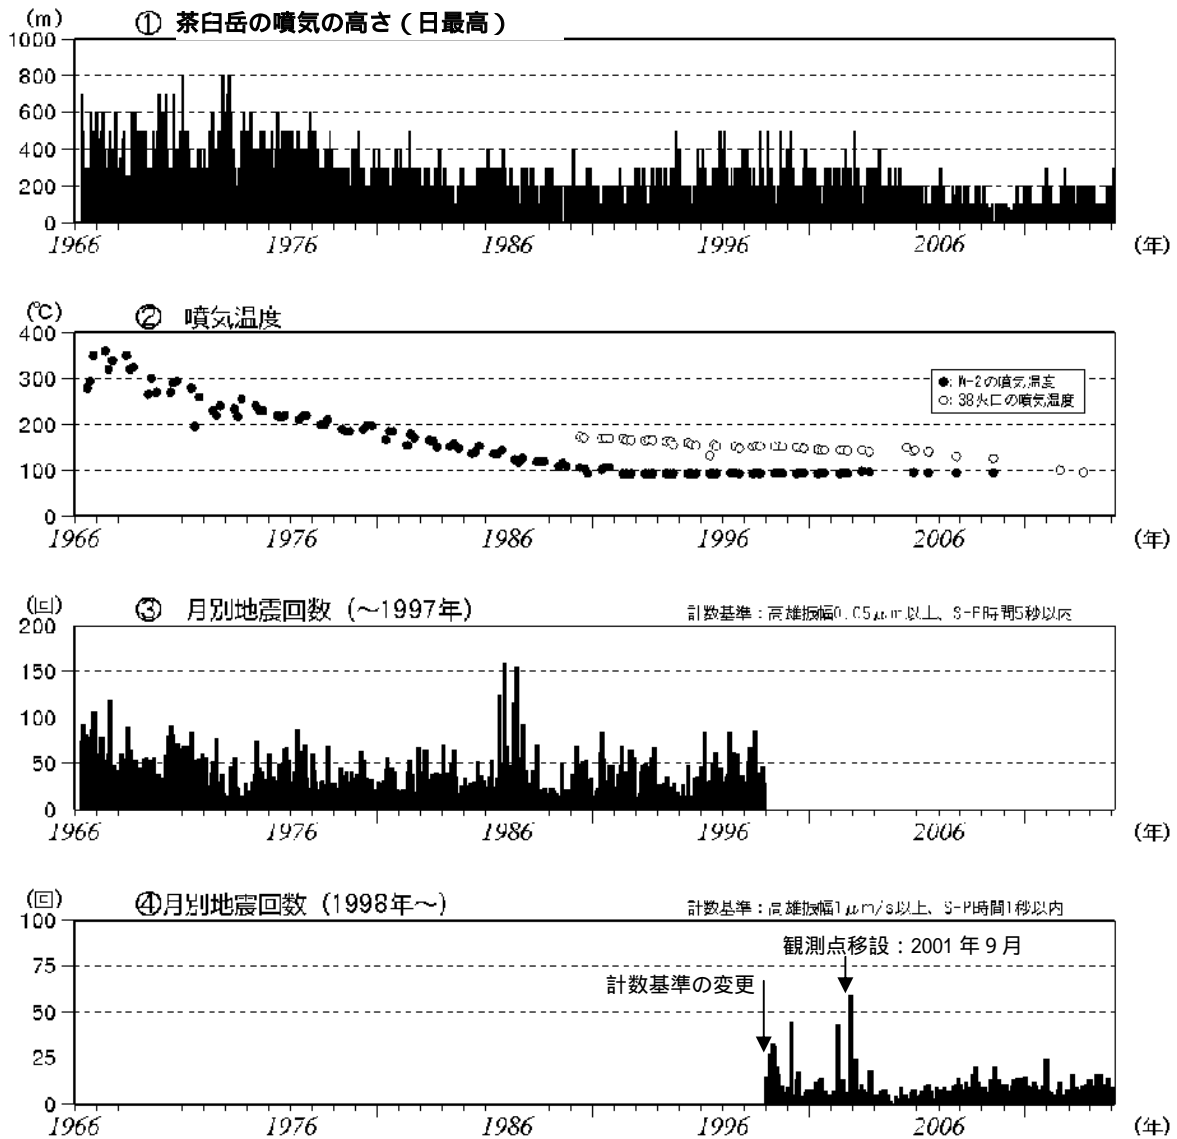 (m) ① 茶臼岳の噴気の高さ（日最高）
1000
800
600
400
200
0
1966 1976 1986 1996 2006 (年)
(℃) ② 噴気温度
400
300
200
100
0
●: W-2の噴気温度
○: 38火口の噴気温度
1966 1976 1986 1996 2006 (年)
(回) ③ 月別地震回数（～1997年） 計数基準：高雄振幅0.05μm以上、S-P時間5秒以内
200
150
100
50
0
1966 1976 1986 1996 2006 (年)
(回) ④月別地震回数（1998年～） 計数基準：高雄振幅1μm/s以上、S-P時間1秒以内
100
75
50
25
0
観測点移設：2001年9月
計数基準の変更
1966 1976 1986 1996 2006 (年)